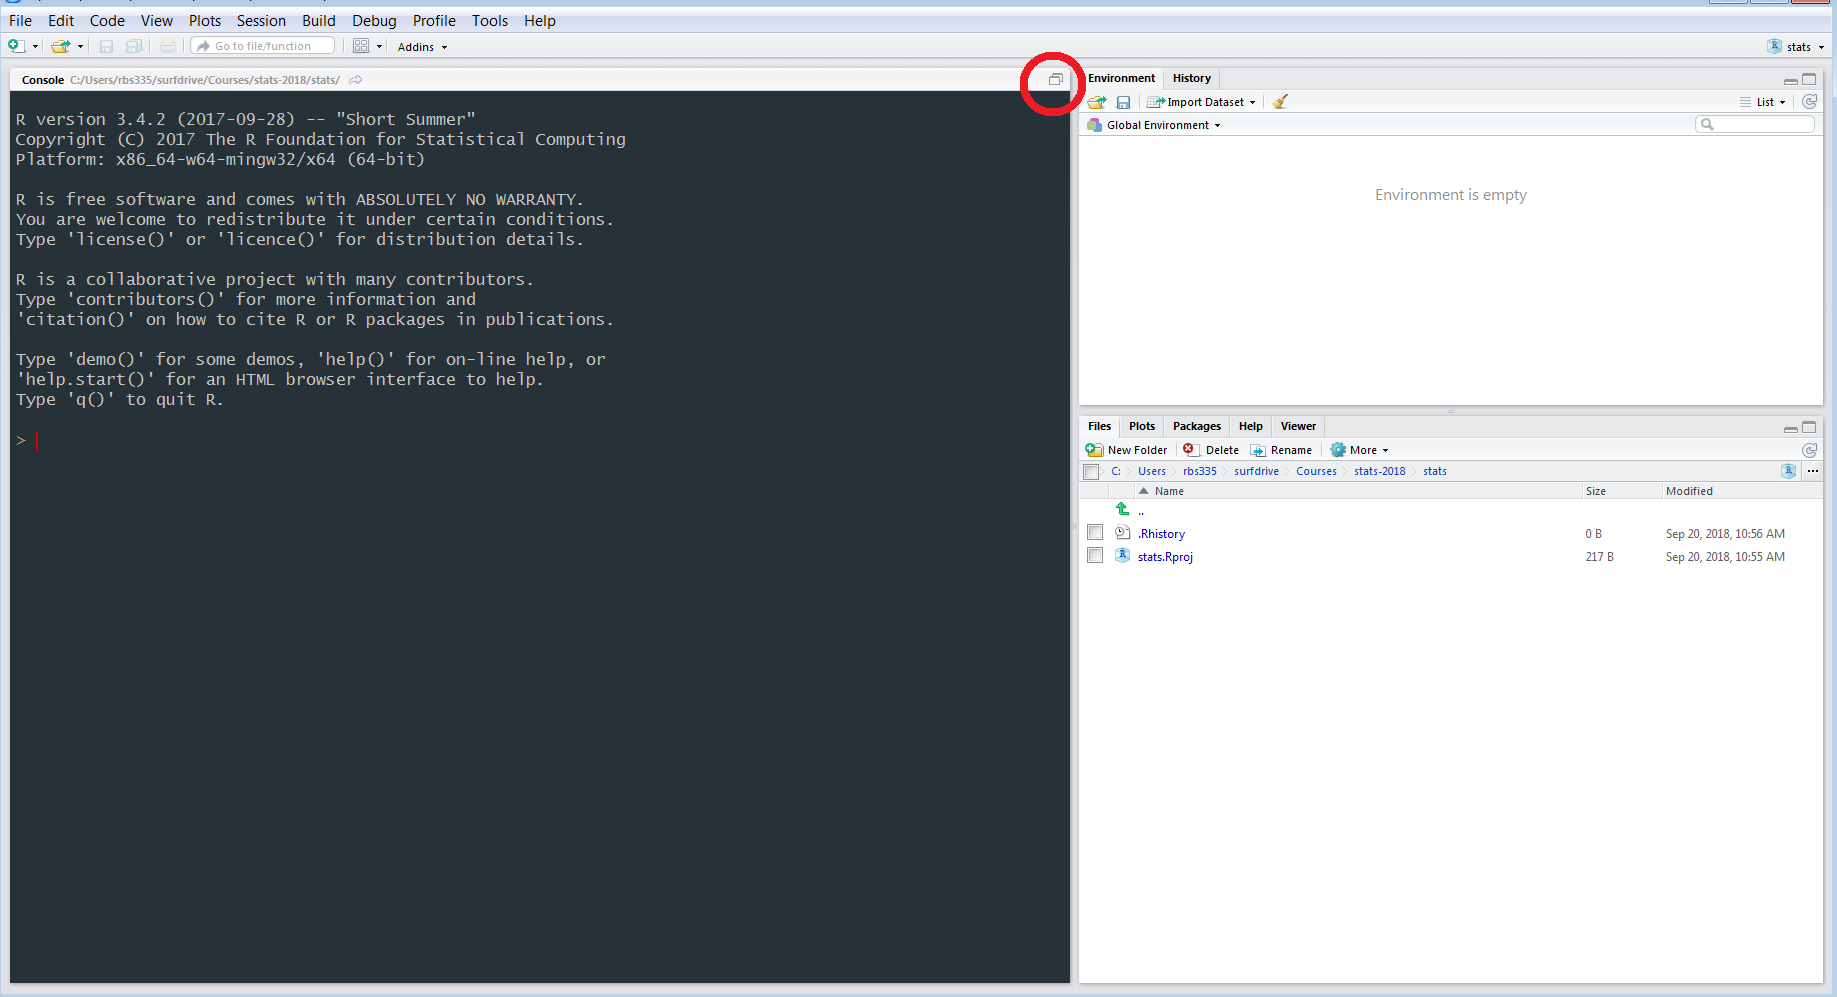 File Edit Code View Plots Session Build Debug Profile Tools Help
Go to file/function Addins stats
Console C:/Users/rbs335/surfdrive/Courses/stats-2018/stats/
R version 3.4.2 (2017-09-28) -- "Short Summer"
Copyright (C) 2017 The R Foundation for Statistical Computing
Platform: x86_64-w64-mingw32/x64 (64-bit)
R is free software and comes with ABSOLUTELY NO WARRANTY.
You are welcome to redistribute it under certain conditions.
Type 'license()' or 'licence()' for distribution details.
R is a collaborative project with many contributors.
Type 'contributors()' for more information and
'citation()' on how to cite R or R packages in publications.
Type 'demo()' for some demos, 'help()' for on-line help, or
'help.start()' for an HTML browser interface to help.
Type 'q()' to quit R.
>
Environment History
Import Dataset List
Global Environment
Environment is empty
Files Plots Packages Help Viewer
New Folder Delete Rename More
C: Users rbs335 surfdrive Courses stats-2018 stats ...
Name Size Modified
..
.Rhistory 0 B Sep 20, 2018, 10:56 AM
stats.Rproj 217 B Sep 20, 2018, 10:55 AM